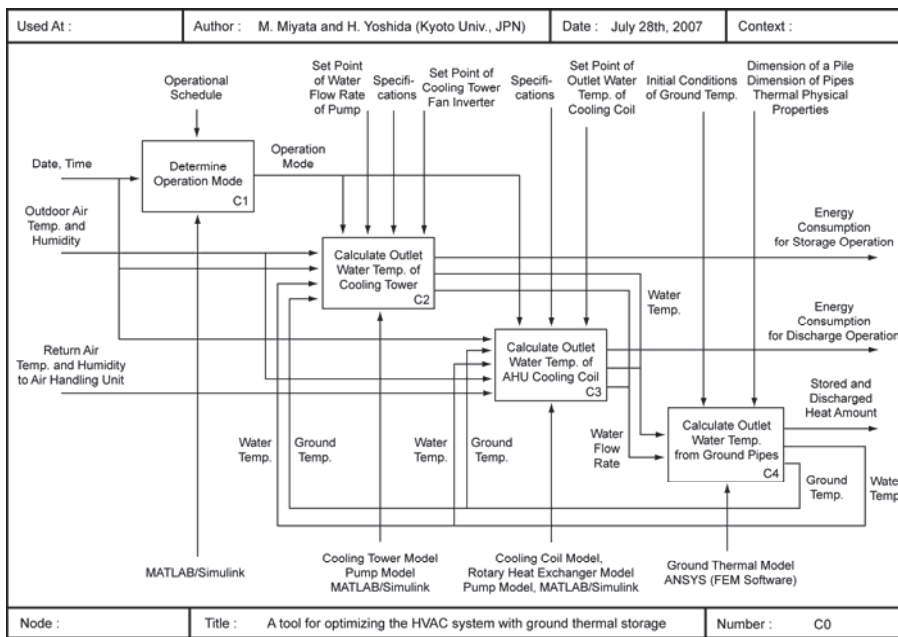 Used At :
Author : M. Miyata and H. Yoshida (Kyoto Univ., JPN)
Date : July 28th, 2007
Context :
Operational
Schedule
Set Point
of Water
Flow Rate
of Pump
Specifi-
cations
Set Point of
Cooling Tower
Fan Inverter
Specifi-
cations
Set Point of
Outlet Water
Temp. of
Cooling Coil
Initial Conditions
of Ground Temp.
Dimension of a Pile
Dimension of Pipes
Thermal Physical
Properties
Date, Time
Determine
Operation Mode
C1
Operation
Mode
Outdoor Air
Temp. and
Humidity
Calculate Outlet
Water Temp. of
Cooling Tower
C2
Energy
Consumption
for Storage Operation
Water
Temp.
Energy
Consumption
for Discharge Operation
Return Air
Temp. and Humidity
to Air Handling Unit
Calculate Outlet
Water Temp. of
AHU Cooling Coil
C3
Stored and
Discharged
Heat Amount
Water
Temp.
Ground
Temp.
Water
Temp.
Ground
Temp.
Water
Flow
Rate
Calculate Outlet
Water Temp.
from Ground Pipes
C4
Ground
Temp.
Water
Temp.
MATLAB/Simulink
Cooling Tower Model
Pump Model
MATLAB/Simulink
Cooling Coil Model,
Rotary Heat Exchanger Model
Pump Model, MATLAB/Simulink
Ground Thermal Model
ANSYS (FEM Software)
Node :
Title : A tool for optimizing the HVAC system with ground thermal storage
Number : C0